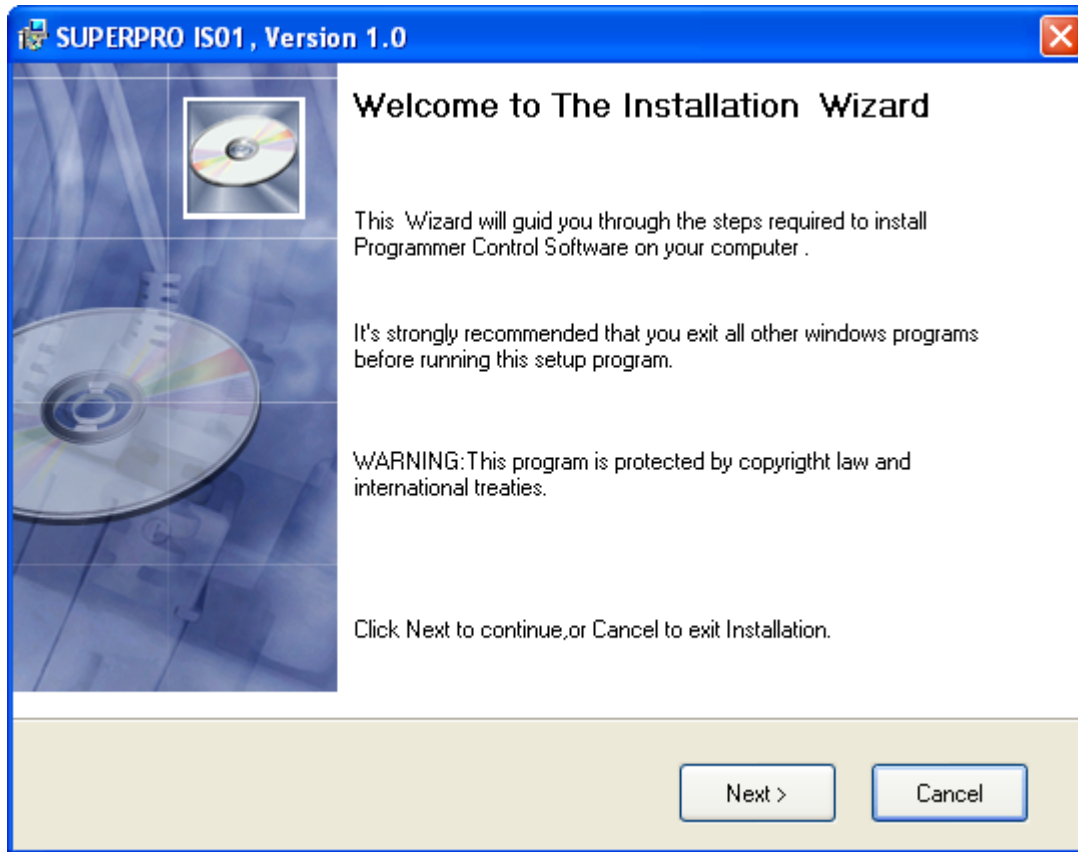 SUPERPRO IS01, Version 1.0
Welcome to The Installation  Wizard
This  Wizard will guid you through the steps required to install
Programmer Control Software on your computer .
It's strongly recommended that you exit all other windows programs
before running this setup program.
WARNING:This program is protected by copyrigtht law and
international treaties.
Click Next to continue,or Cancel to exit Installation.
Next >
Cancel